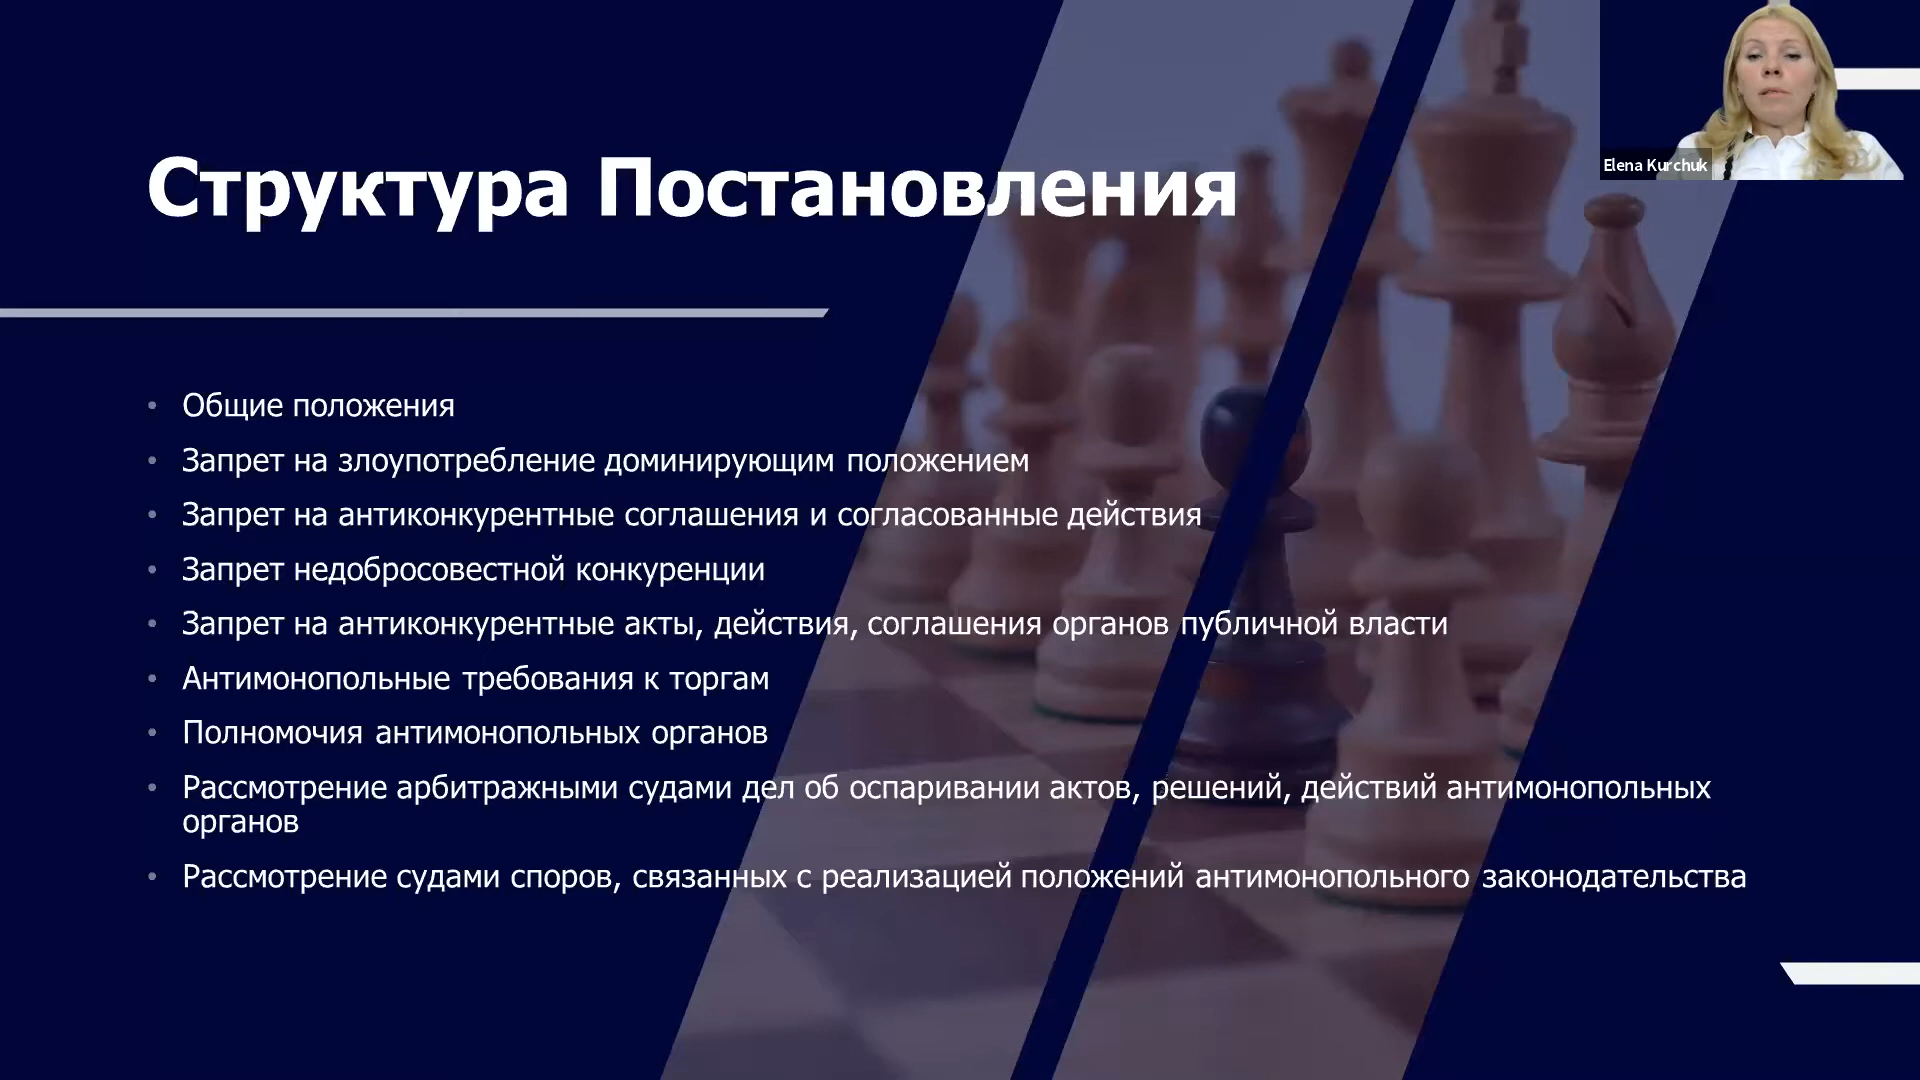 Elena Kurchuk
Структура Постановления
• Общие положения
• Запрет на злоупотребление доминирующим положением
• Запрет на антиконкурентные соглашения и согласованные действия
• Запрет недобросовестной конкуренции
• Запрет на антиконкурентные акты, действия, соглашения органов публичной власти
• Антимонопольные требования к торгам
• Полномочия антимонопольных органов
• Рассмотрение арбитражными судами дел об оспаривании актов, решений, действий антимонопольных
органов
• Рассмотрение судами споров, связанных с реализацией положений антимонопольного законодательства